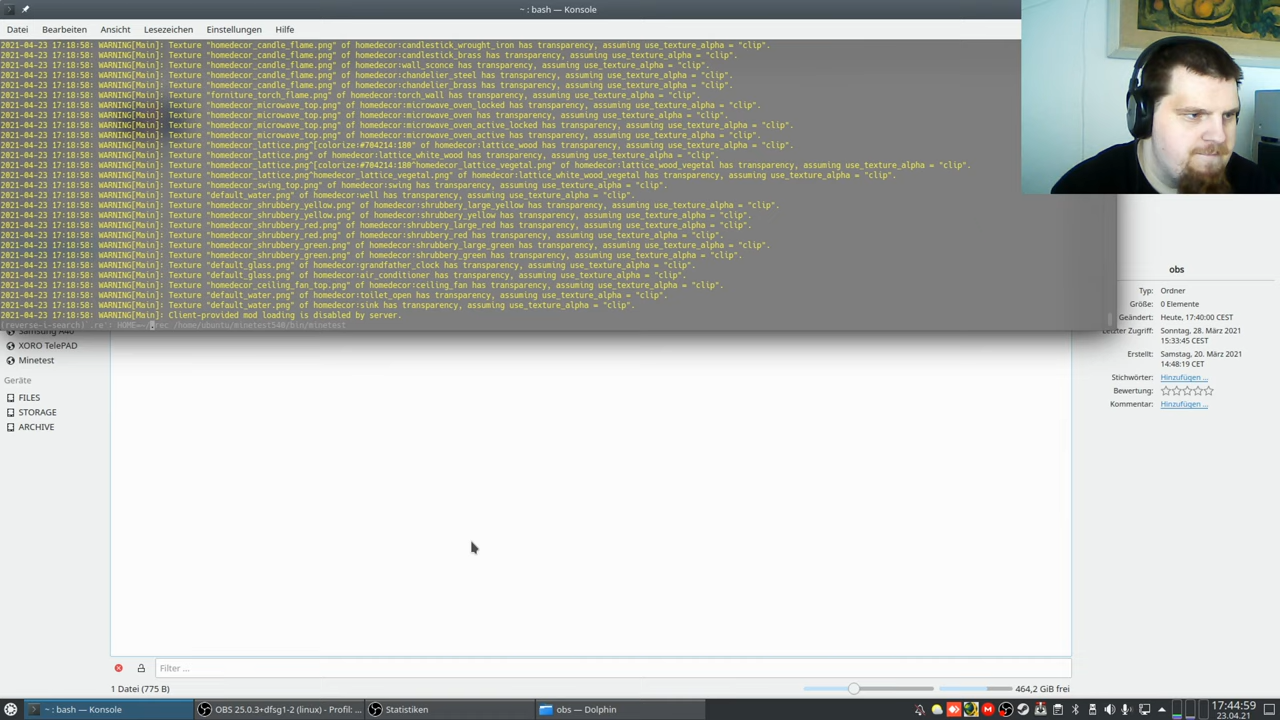 ~ : bash — Konsole
Datei Bearbeiten Ansicht Lesezeichen Einstellungen Hilfe
2021-04-23 17:18:58: WARNING[Main]: Texture "homedecor_candle_flame.png" of homedecor:candlestick_wrought_iron has transparency, assuming use_texture_alpha = "clip".
2021-04-23 17:18:58: WARNING[Main]: Texture "homedecor_candle_flame.png" of homedecor:candlestick_brass has transparency, assuming use_texture_alpha = "clip".
2021-04-23 17:18:58: WARNING[Main]: Texture "homedecor_candle_flame.png" of homedecor:wall_sconce has transparency, assuming use_texture_alpha = "clip".
2021-04-23 17:18:58: WARNING[Main]: Texture "homedecor_candle_flame.png" of homedecor:chandelier_steel has transparency, assuming use_texture_alpha = "clip".
2021-04-23 17:18:58: WARNING[Main]: Texture "homedecor_candle_flame.png" of homedecor:chandelier_brass has transparency, assuming use_texture_alpha = "clip".
2021-04-23 17:18:58: WARNING[Main]: Texture "forniture_torch_flame.png" of homedecor:torch_wall has transparency, assuming use_texture_alpha = "clip".
2021-04-23 17:18:58: WARNING[Main]: Texture "homedecor_microwave_top.png" of homedecor:microwave_oven_locked has transparency, assuming use_texture_alpha = "clip".
2021-04-23 17:18:58: WARNING[Main]: Texture "homedecor_microwave_top.png" of homedecor:microwave_oven has transparency, assuming use_texture_alpha = "clip".
2021-04-23 17:18:58: WARNING[Main]: Texture "homedecor_microwave_top.png" of homedecor:microwave_oven_active_locked has transparency, assuming use_texture_alpha = "clip".
2021-04-23 17:18:58: WARNING[Main]: Texture "homedecor_microwave_top.png" of homedecor:microwave_oven_active has transparency, assuming use_texture_alpha = "clip".
2021-04-23 17:18:58: WARNING[Main]: Texture "homedecor_lattice.png^[colorize:#704214:180" of homedecor:lattice_wood has transparency, assuming use_texture_alpha = "clip".
2021-04-23 17:18:58: WARNING[Main]: Texture "homedecor_lattice.png" of homedecor:lattice_white_wood has transparency, assuming use_texture_alpha = "clip".
2021-04-23 17:18:58: WARNING[Main]: Texture "homedecor_lattice.png^[colorize:#704214:180^homedecor_lattice_vegetal.png" of homedecor:lattice_wood_vegetal has transparency, assuming use_texture_alpha = "clip".
2021-04-23 17:18:58: WARNING[Main]: Texture "homedecor_lattice.png^homedecor_lattice_vegetal.png" of homedecor:lattice_white_wood_vegetal has transparency, assuming use_texture_alpha = "clip".
2021-04-23 17:18:58: WARNING[Main]: Texture "homedecor_swing_top.png" of homedecor:swing has transparency, assuming use_texture_alpha = "clip".
2021-04-23 17:18:58: WARNING[Main]: Texture "default_water.png" of homedecor:well has transparency, assuming use_texture_alpha = "clip".
2021-04-23 17:18:58: WARNING[Main]: Texture "homedecor_shrubbery_yellow.png" of homedecor:shrubbery_large_yellow has transparency, assuming use_texture_alpha = "clip".
2021-04-23 17:18:58: WARNING[Main]: Texture "homedecor_shrubbery_yellow.png" of homedecor:shrubbery_yellow has transparency, assuming use_texture_alpha = "clip".
2021-04-23 17:18:58: WARNING[Main]: Texture "homedecor_shrubbery_red.png" of homedecor:shrubbery_large_red has transparency, assuming use_texture_alpha = "clip".
2021-04-23 17:18:58: WARNING[Main]: Texture "homedecor_shrubbery_red.png" of homedecor:shrubbery_red has transparency, assuming use_texture_alpha = "clip".
2021-04-23 17:18:58: WARNING[Main]: Texture "homedecor_shrubbery_green.png" of homedecor:shrubbery_large_green has transparency, assuming use_texture_alpha = "clip".
2021-04-23 17:18:58: WARNING[Main]: Texture "homedecor_shrubbery_green.png" of homedecor:shrubbery_green has transparency, assuming use_texture_alpha = "clip".
2021-04-23 17:18:58: WARNING[Main]: Texture "default_glass.png" of homedecor:grandfather_clock has transparency, assuming use_texture_alpha = "clip".
2021-04-23 17:18:58: WARNING[Main]: Texture "default_glass.png" of homedecor:air_conditioner has transparency, assuming use_texture_alpha = "clip".
2021-04-23 17:18:58: WARNING[Main]: Texture "homedecor_ceiling_fan_top.png" of homedecor:ceiling_fan has transparency, assuming use_texture_alpha = "clip".
2021-04-23 17:18:58: WARNING[Main]: Texture "default_water.png" of homedecor:toilet_open has transparency, assuming use_texture_alpha = "clip".
2021-04-23 17:18:58: WARNING[Main]: Texture "default_water.png" of homedecor:sink has transparency, assuming use_texture_alpha = "clip".
2021-04-23 17:18:58: WARNING[Main]: Client-provided mod loading is disabled by server.
/home/ubuntu/minetest540/bin/minetest
XORO TelePAD
Minetest
Geräte
FILES
STORAGE
ARCHIVE
obs
Typ: Ordner
Größe: 0 Elemente
Geändert: Heute, 17:40:00 CEST
Letzter Zugriff: Sonntag, 28. März 2021
15:33:45 CEST
Erstellt: Samstag, 20. März 2021
14:48:19 CET
Stichwörter: Hinzufügen ...
Bewertung:
Kommentar: Hinzufügen ...
Filter ...
1 Datei (775 B)
464,2 GiB frei
~ : bash — Konsole
OBS 25.0.3+dfsg1-2 (linux) - Profil: ...
Statistiken
obs — Dolphin
17:44:59
23.04.21